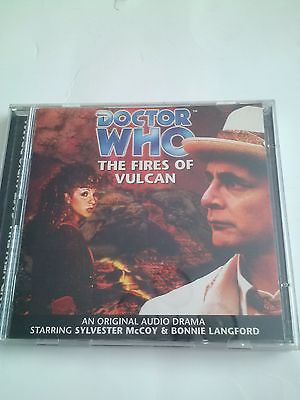 DOCTOR
WHO
THE FIRES OF
VULCAN
AN ORIGINAL AUDIO DRAMA
STARRING SYLVESTER McCOY & BONNIE LANGFORD